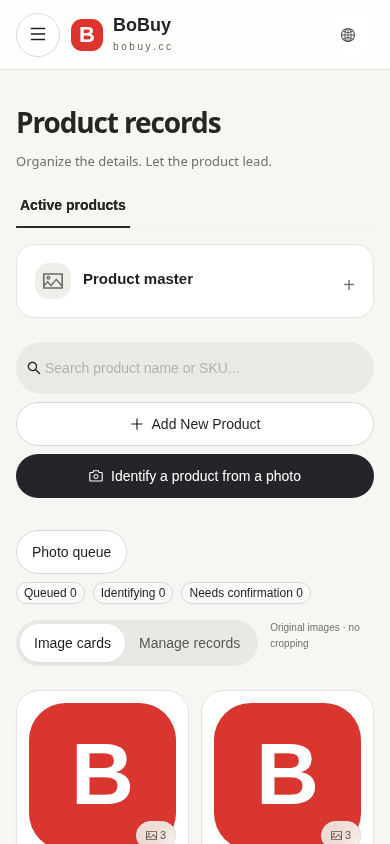 B BoBuy
bobuy.cc
Product records
Organize the details. Let the product lead.
Active products
Product master
+
Search product name or SKU...
+ Add New Product
Identify a product from a photo
Photo queue
Queued 0 Identifying 0 Needs confirmation 0
Image cards Manage records Original images · no
cropping
B B
3 3